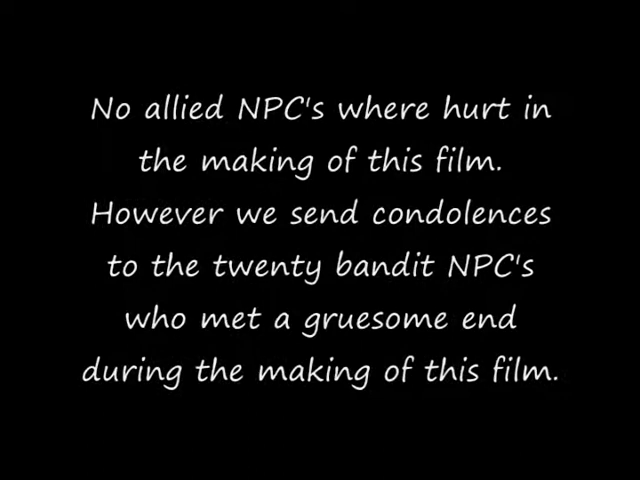 No allied NPC's where hurt in
the making of this film.
However we send condolences
to the twenty bandit NPC's
who met a gruesome end
during the making of this film.